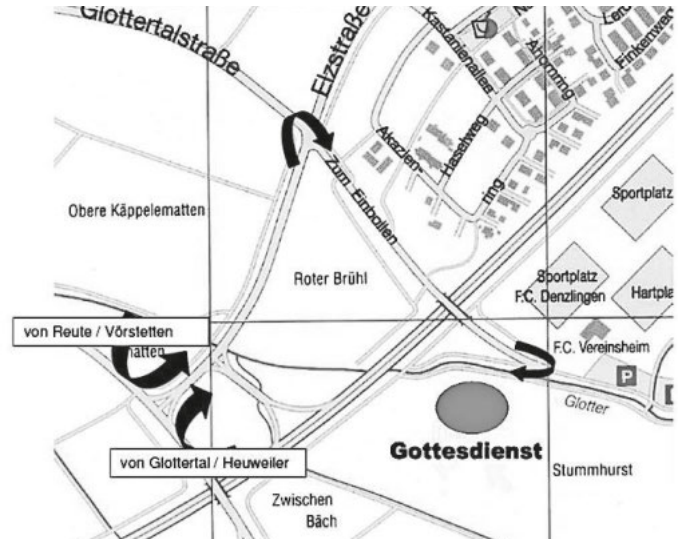 Glottertalstraße
Elzstraße
Kastanienallee
Ahornring
Finkenweg
Akazien-
Haselweg
ring
Zum Einbollen
Obere Käppelematten
Roter Brühl
Sportplatz
Sportplatz
F.C. Denzlingen
Hartpla
von Reute / Vörstetten
matten
F.C. Vereinsheim
P
Glotter
Gottesdienst
von Glottertal / Heuweiler
Stummhurst
Zwischen
Bäch